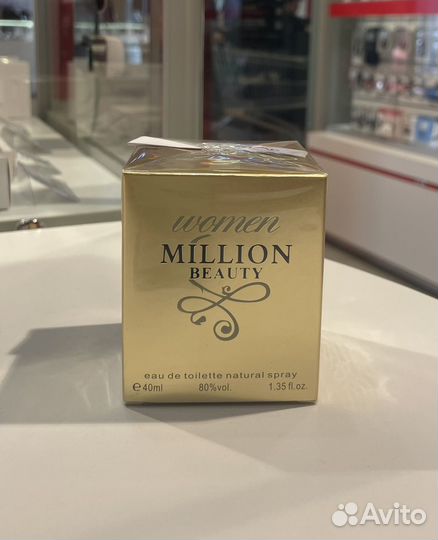 women
MILLION
BEAUTY
eau de toilette natural spray
℮40ml 80%vol. 1.35 fl.oz.
Avito